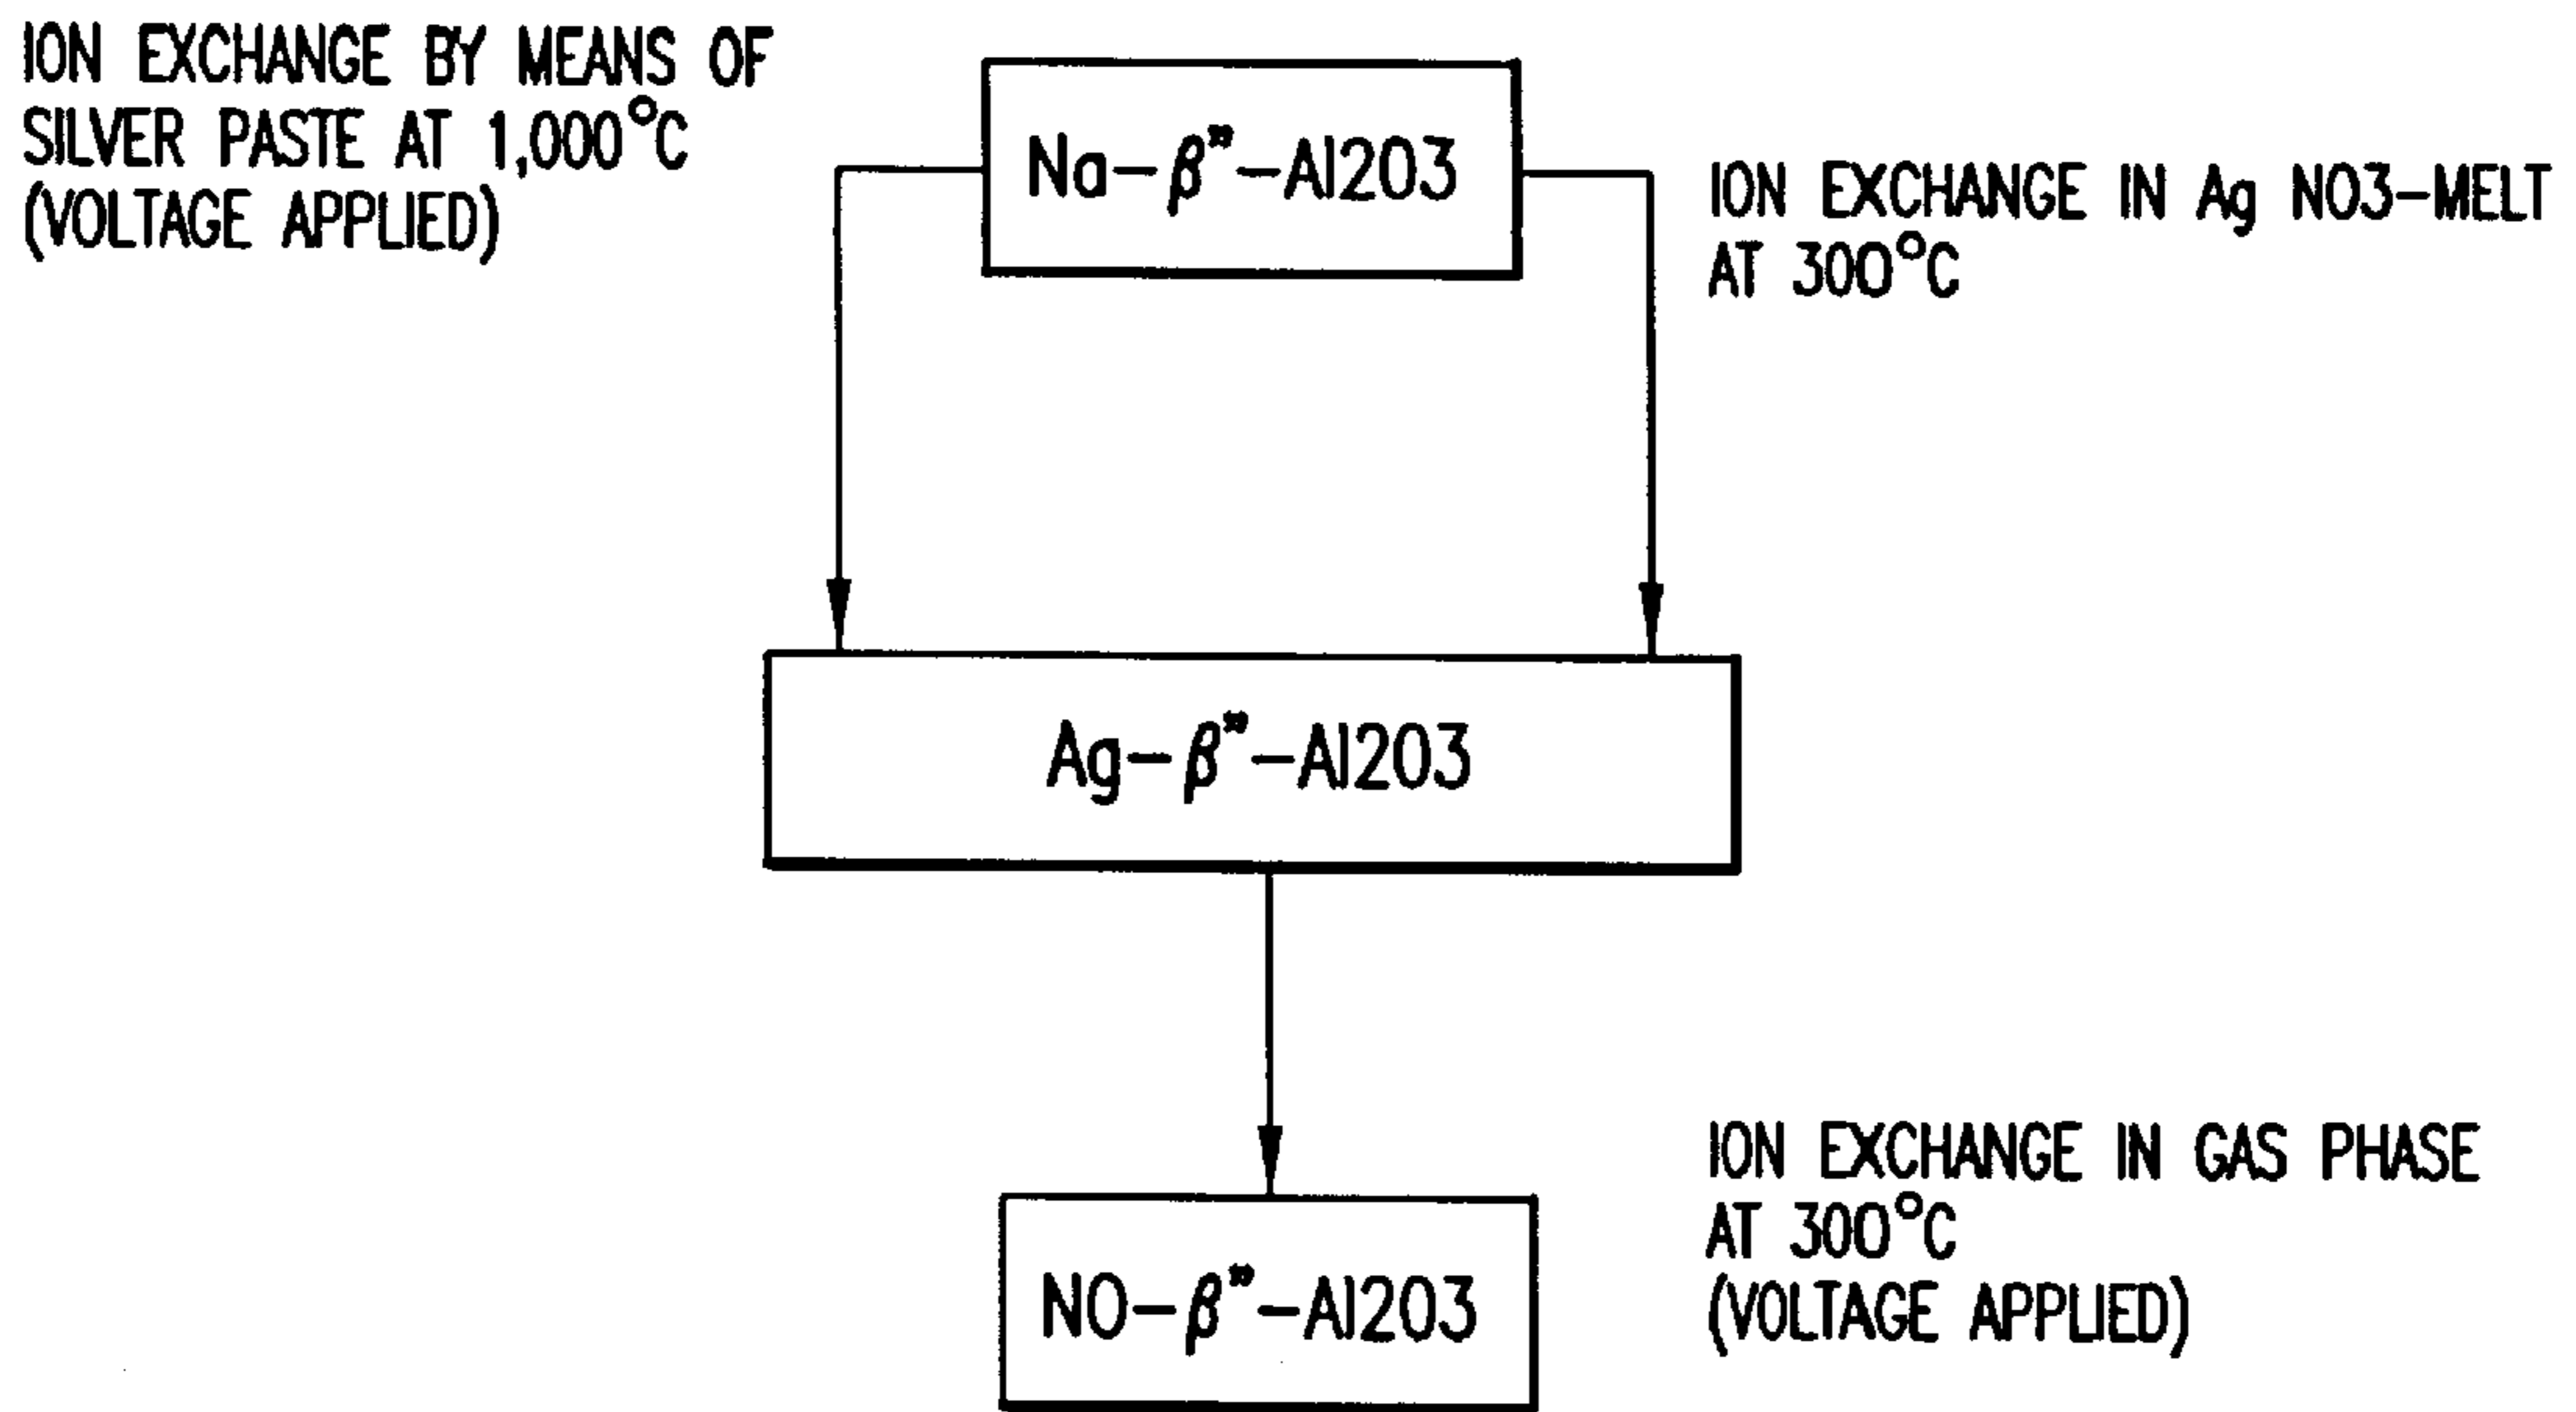 ION EXCHANGE BY MEANS OF
SILVER PASTE AT 1,000°C
(VOLTAGE APPLIED)
Na-β"-Al2O3
ION EXCHANGE IN Ag NO3-MELT
AT 300°C
Ag-β"-Al2O3
ION EXCHANGE IN GAS PHASE
AT 300°C
(VOLTAGE APPLIED)
NO-β"-Al2O3